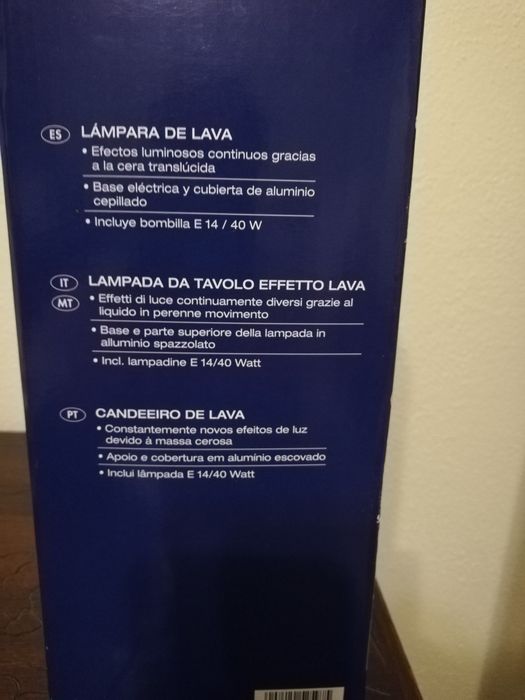 ES LÁMPARA DE LAVA
• Efectos luminosos continuos gracias
a la cera translúcida
• Base eléctrica y cubierta de aluminio
cepillado
• Incluye bombilla E 14 / 40 W
IT LAMPADA DA TAVOLO EFFETTO LAVA
MT • Effetti di luce continuamente diversi grazie al
liquido in perenne movimento
• Base e parte superiore della lampada in
alluminio spazzolato
• Incl. lampadine E 14/40 Watt
PT CANDEEIRO DE LAVA
• Constantemente novos efeitos de luz
devido à massa cerosa
• Apoio e cobertura em alumínio escovado
• Inclui lâmpada E 14/40 Watt